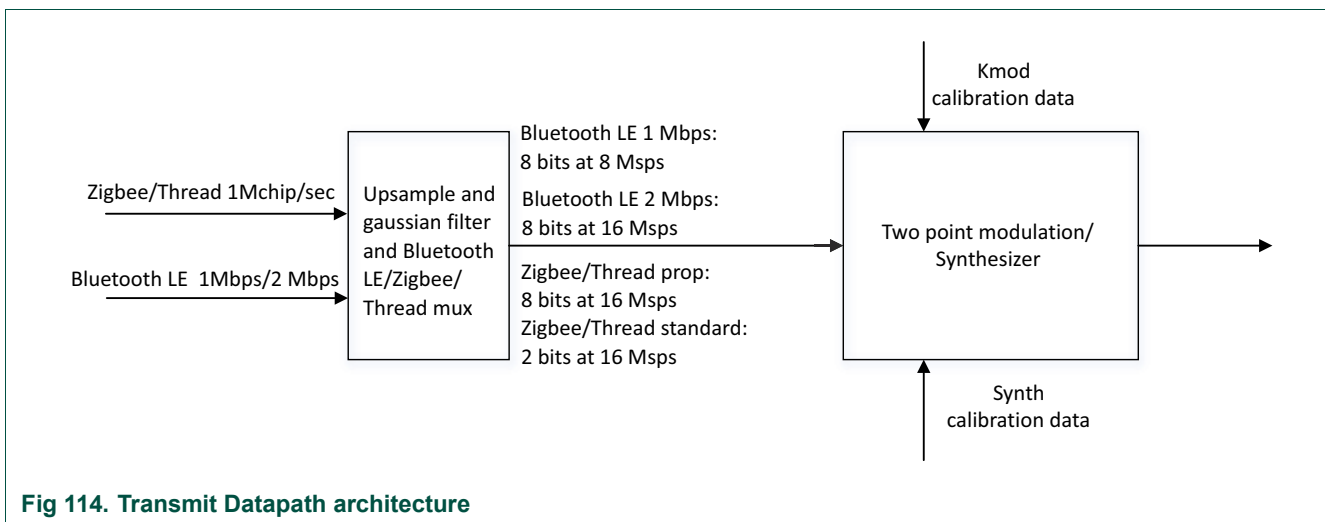 Kmod
calibration data
Zigbee/Thread 1Mchip/sec
Bluetooth LE  1Mbps/2 Mbps
Upsample and
gaussian filter
and Bluetooth
LE/Zigbee/
Thread mux
Bluetooth LE 1 Mbps:
8 bits at 8 Msps
Bluetooth LE 2 Mbps:
8 bits at 16 Msps
Zigbee/Thread prop:
8 bits at 16 Msps
Zigbee/Thread standard:
2 bits at 16 Msps
Two point modulation/
Synthesizer
Synth
calibration data
Fig 114. Transmit Datapath architecture